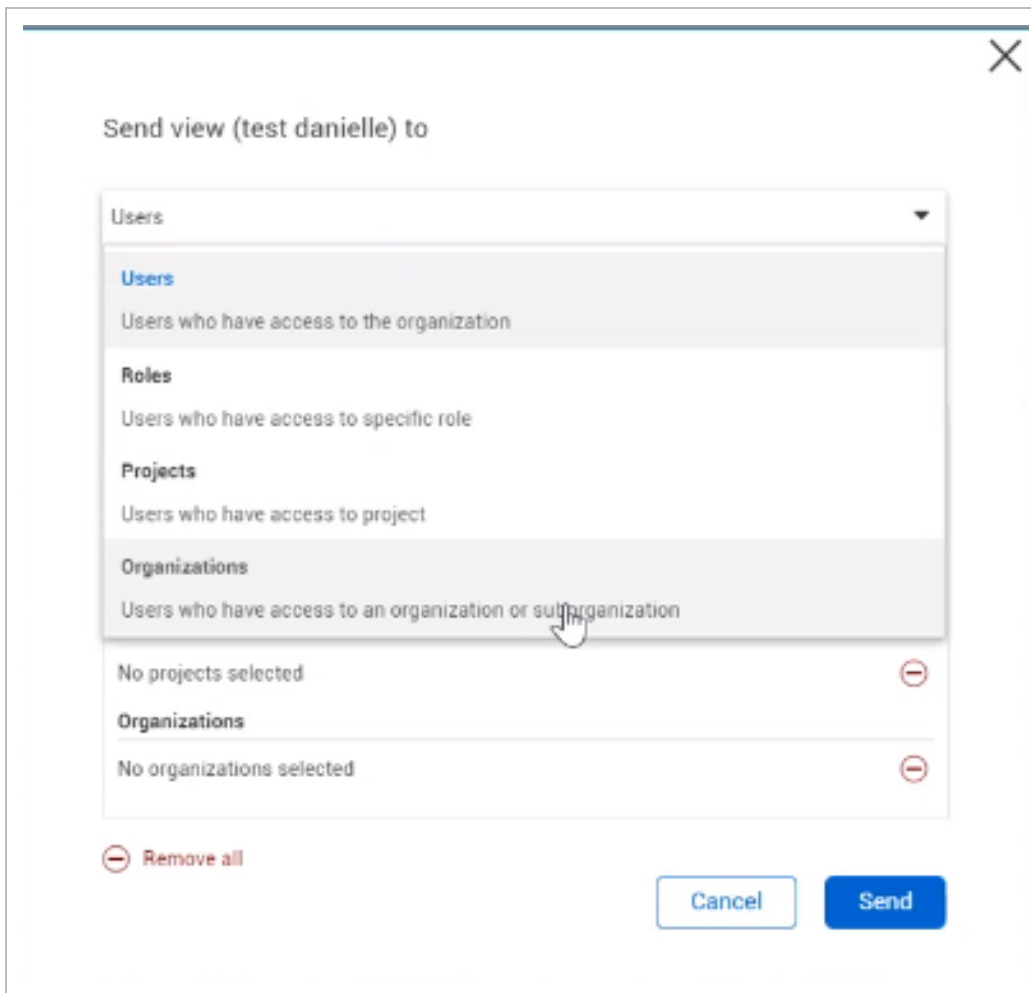 Send view (test danielle) to
Users
Users
Users who have access to the organization
Roles
Users who have access to specific role
Projects
Users who have access to project
Organizations
Users who have access to an organization or suborganization
No projects selected
Organizations
No organizations selected
Remove all
Cancel
Send